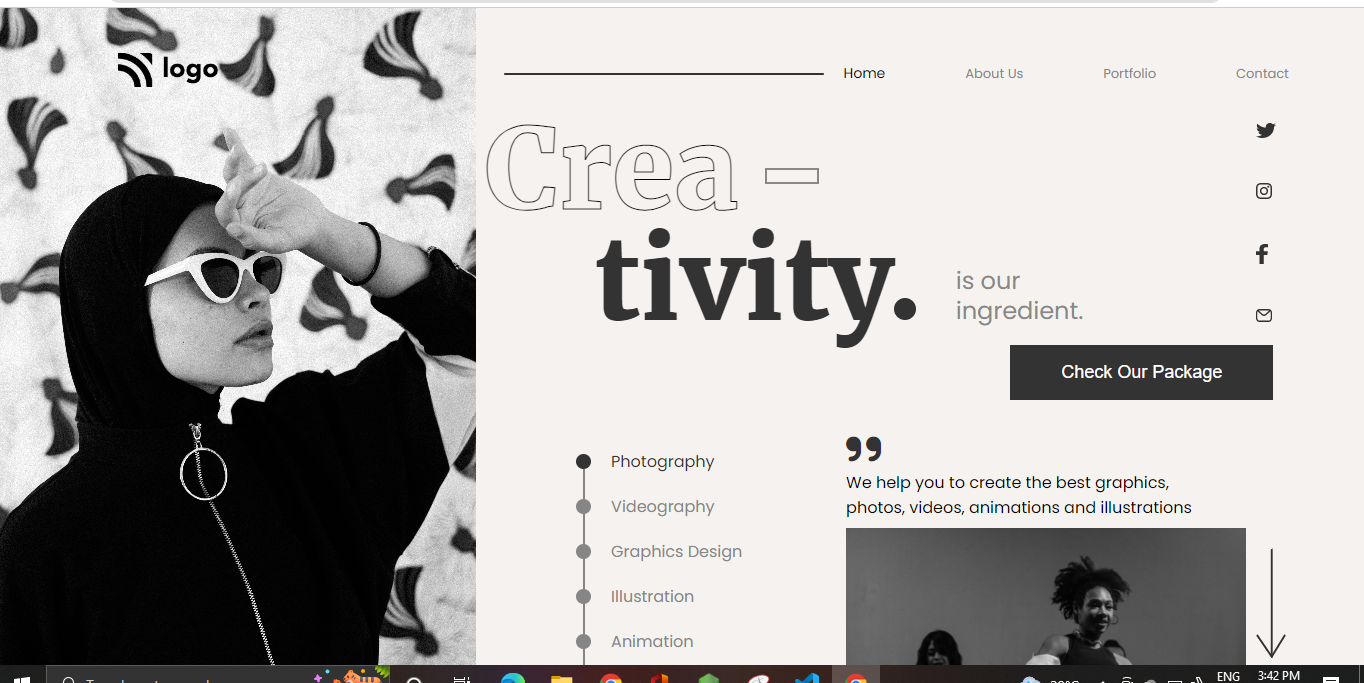 logo
Home
About Us
Portfolio
Contact
Crea –
tivity.
is our
ingredient.
Check Our Package
Photography
Videography
Graphics Design
Illustration
Animation
”
We help you to create the best graphics,
photos, videos, animations and illustrations
ENG
3:42 PM